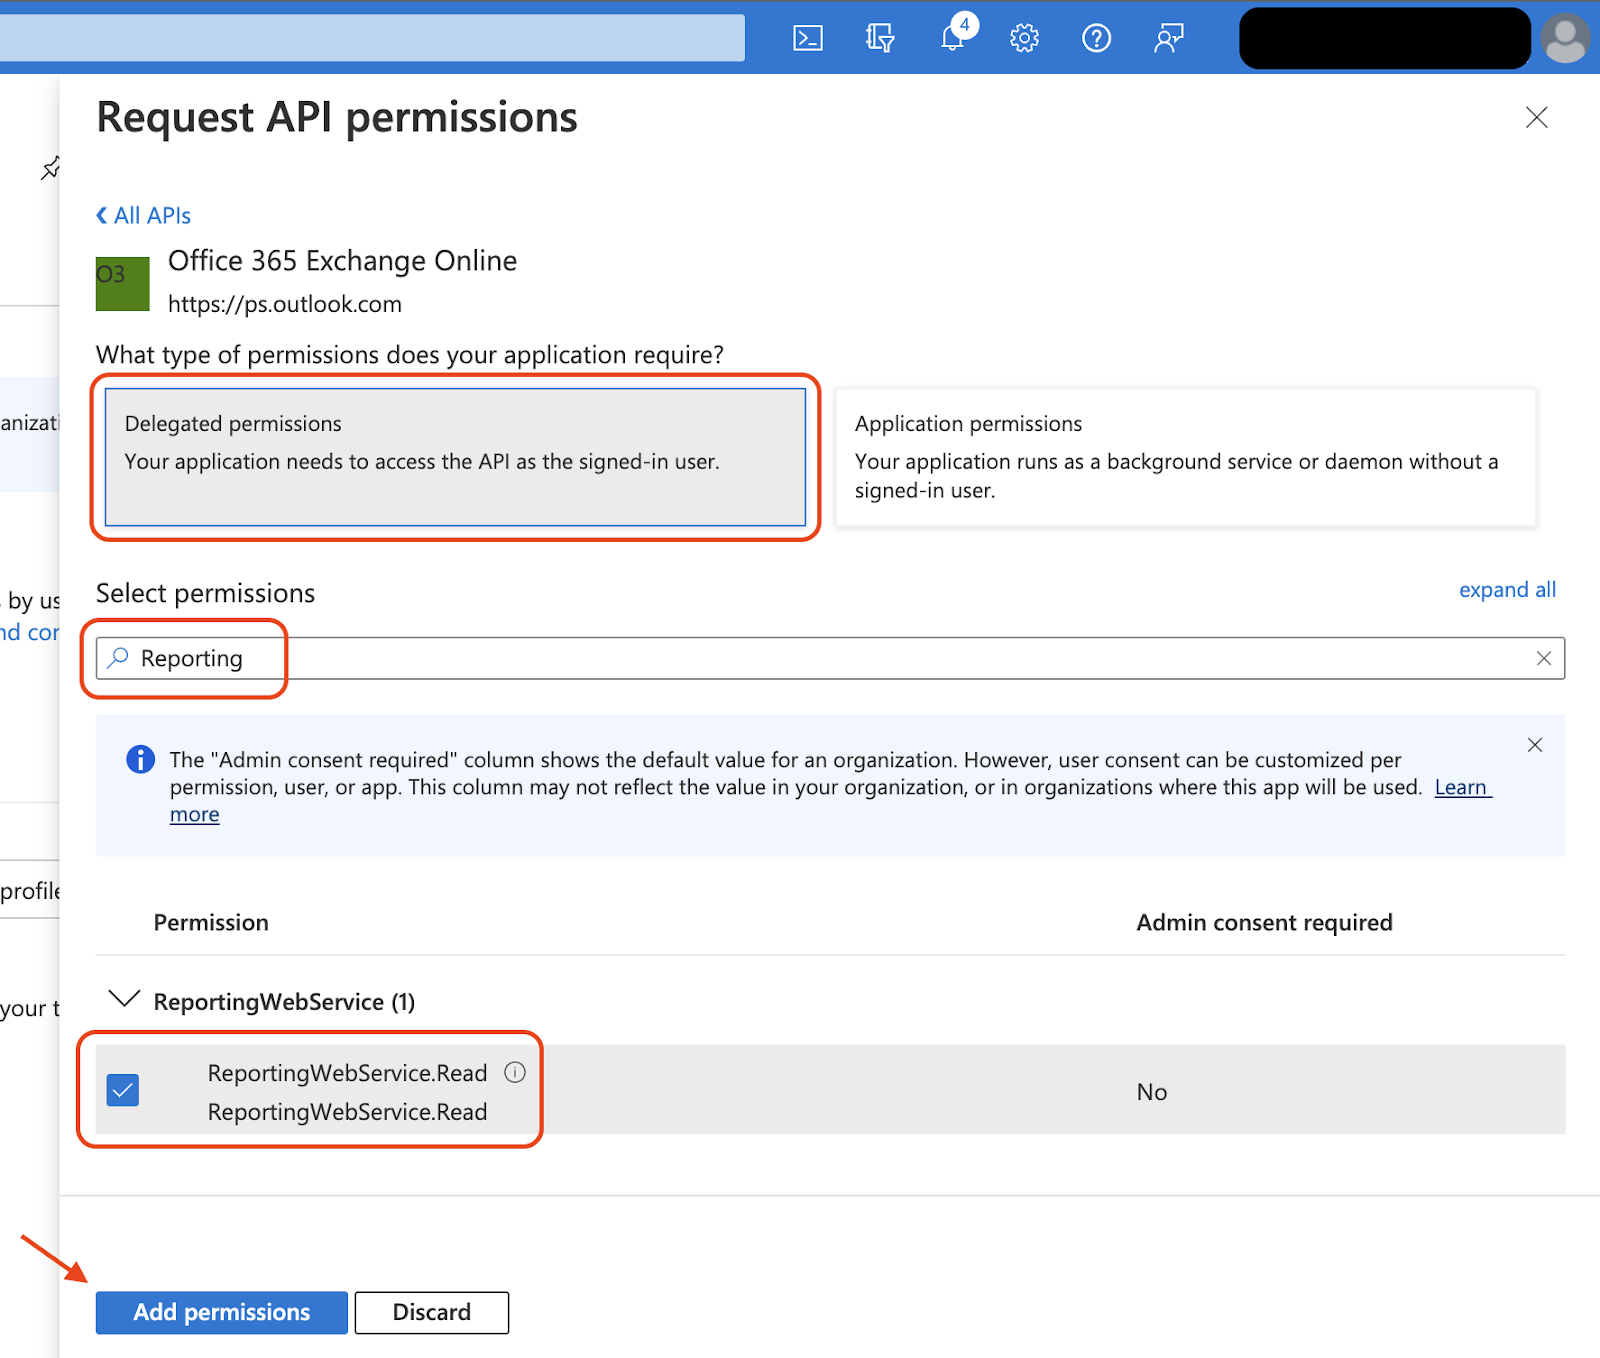 4
Request API permissions
All APIs
O3
Office 365 Exchange Online
https://ps.outlook.com
What type of permissions does your application require?
Delegated permissions
Your application needs to access the API as the signed-in user.
Application permissions
Your application runs as a background service or daemon without a
signed-in user.
anizati
by us
nd cor
Select permissions
expand all
Reporting
The "Admin consent required" column shows the default value for an organization. However, user consent can be customized per
permission, user, or app. This column may not reflect the value in your organization, or in organizations where this app will be used. Learn
more
profile
Permission
Admin consent required
your t
ReportingWebService (1)
ReportingWebService.Read
ReportingWebService.Read
No
Add permissions
Discard